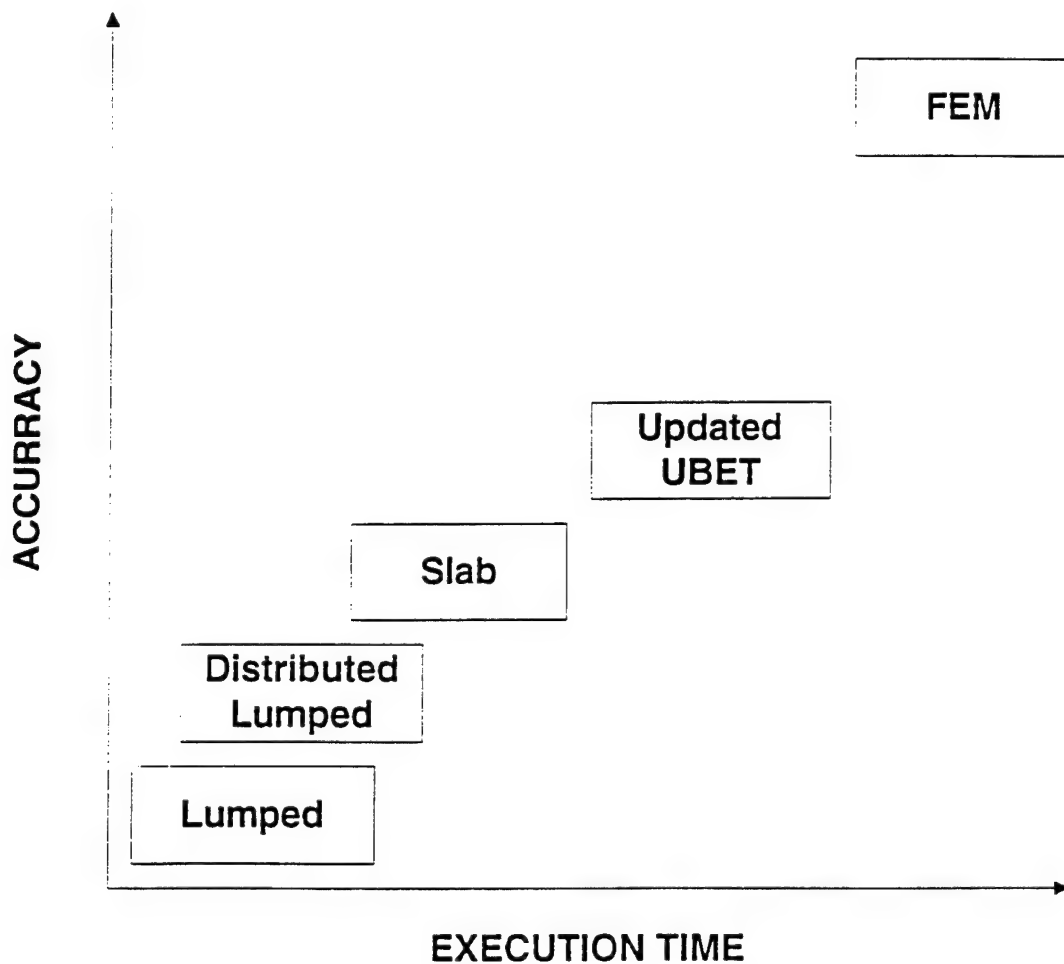 FEM
ACCURRACY
Updated
UBET
Slab
Distributed
Lumped
Lumped
EXECUTION TIME